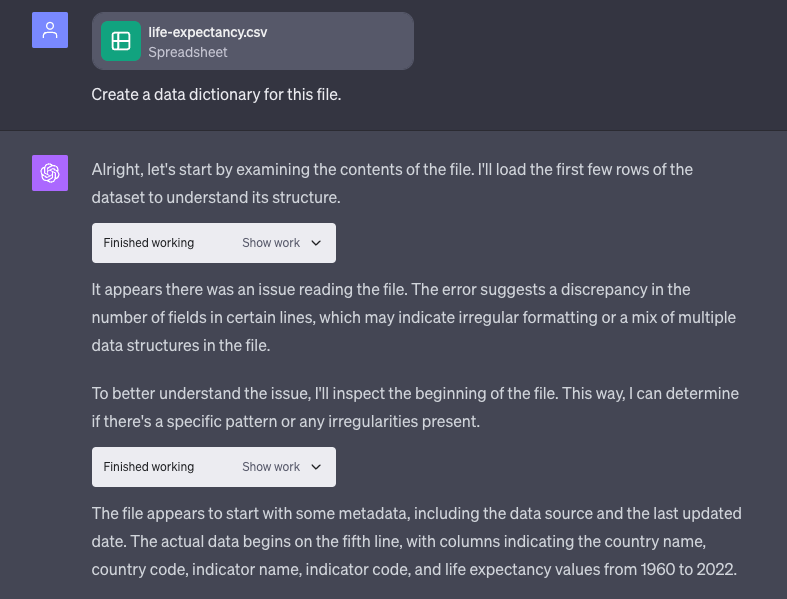 life-expectancy.csv
Spreadsheet
Create a data dictionary for this file.
Alright, let's start by examining the contents of the file. I'll load the first few rows of the
dataset to understand its structure.
Finished working Show work
It appears there was an issue reading the file. The error suggests a discrepancy in the
number of fields in certain lines, which may indicate irregular formatting or a mix of multiple
data structures in the file.
To better understand the issue, I'll inspect the beginning of the file. This way, I can determine
if there's a specific pattern or any irregularities present.
Finished working Show work
The file appears to start with some metadata, including the data source and the last updated
date. The actual data begins on the fifth line, with columns indicating the country name,
country code, indicator name, indicator code, and life expectancy values from 1960 to 2022.